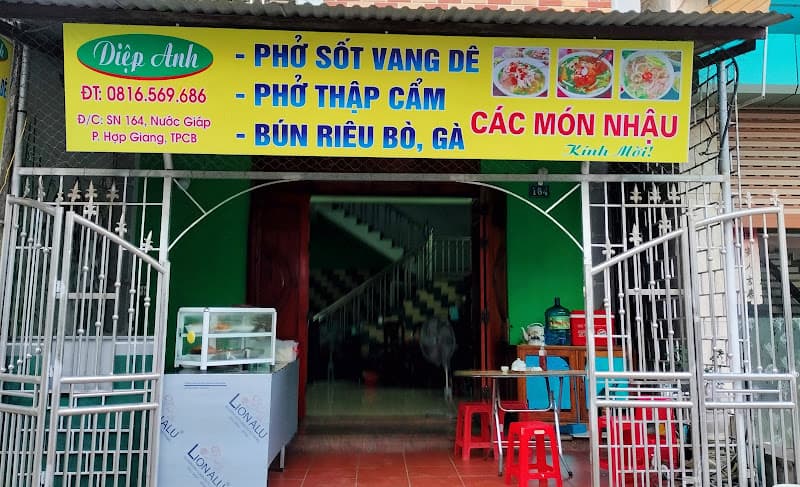 Diệp Anh
ĐT: 0816.569.686
Đ/C: SN 164, Nước Giáp
P. Hợp Giang, TPCB
- PHỞ SỐT VANG DÊ
- PHỞ THẬP CẨM
- BÚN RIÊU BÒ, GÀ
CÁC MÓN NHẬU
Kính Mời!
164
LIONALU
LIONALU